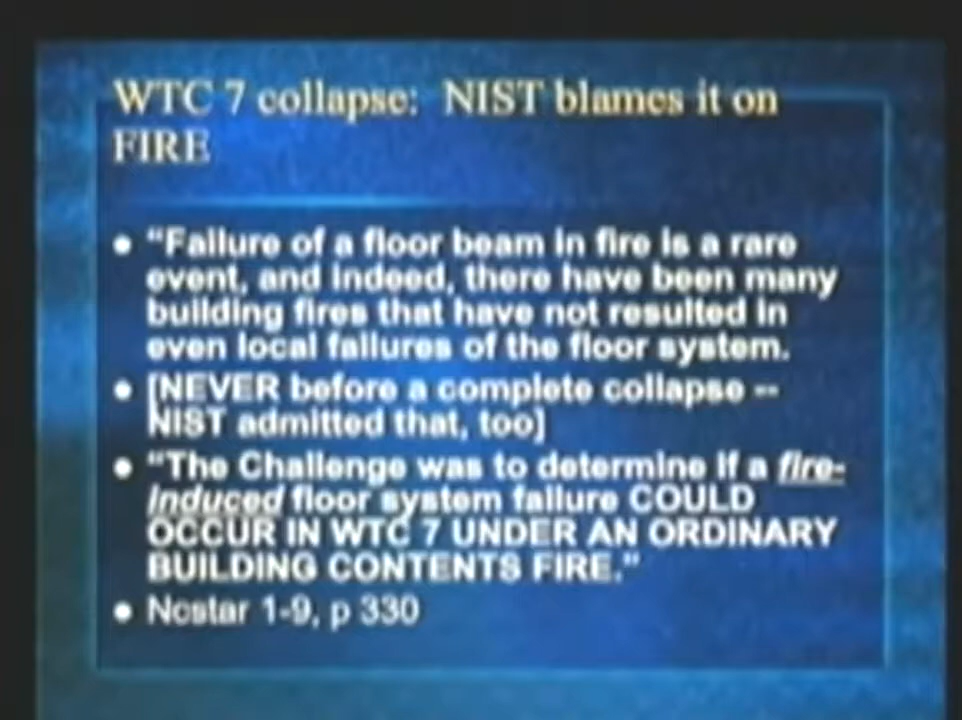 WTC 7 collapse: NIST blames it on
FIRE
• "Failure of a floor beam in fire is a rare
event, and indeed, there have been many
building fires that have not resulted in
even local failures of the floor system.
• [NEVER before a complete collapse --
NIST admitted that, too]
• "The Challenge was to determine if a fire-
induced floor system failure COULD
OCCUR IN WTC 7 UNDER AN ORDINARY
BUILDING CONTENTS FIRE."
• Ncstar 1-9, p 330